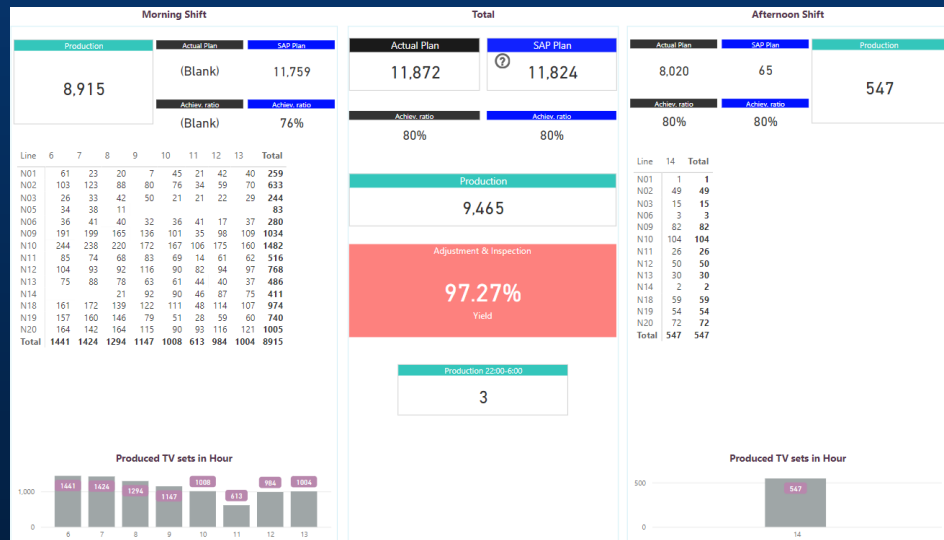 Morning Shift
Production
8,915
Actual Plan SAP Plan
(Blank) 11,759
Achiev. ratio Achiev. ratio
(Blank) 76%
Line 6 7 8 9 10 11 12 13 Total
N01 61 23 20 7 45 21 42 40 259
N02 103 123 88 80 76 34 59 70 633
N03 26 33 42 50 21 21 22 29 244
N05 34 38 11 83
N06 36 41 40 32 36 41 17 37 280
N09 191 199 165 136 101 35 98 109 1034
N10 244 238 220 172 167 106 175 160 1482
N11 85 74 68 83 69 14 61 62 516
N12 104 93 92 116 90 82 94 97 768
N13 75 88 78 63 61 44 40 37 486
N14 21 92 90 46 87 75 411
N18 161 172 139 122 111 48 114 107 974
N19 157 160 146 79 51 28 59 60 740
N20 164 142 164 115 90 93 116 121 1005
Total 1441 1424 1294 1147 1008 613 984 1004 8915
Produced TV sets in Hour
1,000
0
1441 1424 1294 1147 1008 613 984 1004
6 7 8 9 10 11 12 13
Total
Actual Plan SAP Plan
11,872 ? 11,824
Achiev. ratio Achiev. ratio
80% 80%
Production
9,465
Adjustment & Inspection
97.27%
Yield
Production 22:00-6:00
3
Afternoon Shift
Actual Plan SAP Plan
8,020 65
Achiev. ratio Achiev. ratio
80% 80%
Production
547
Line 14 Total
N01 1 1
N02 49 49
N03 15 15
N06 3 3
N09 82 82
N10 104 104
N11 26 26
N12 50 50
N13 30 30
N14 2 2
N18 59 59
N19 54 54
N20 72 72
Total 547 547
Produced TV sets in Hour
500
0
547
14